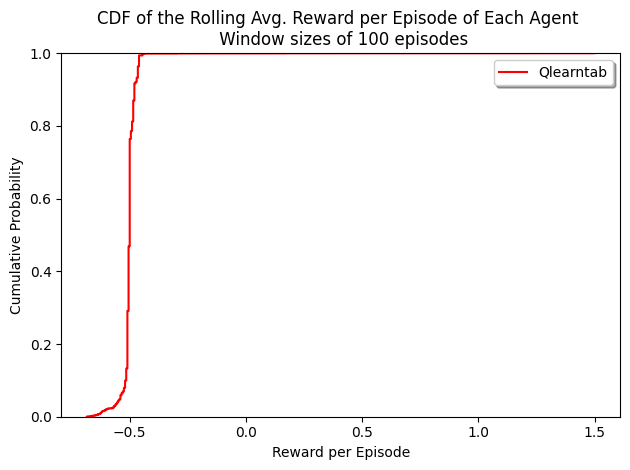 CDF of the Rolling Avg. Reward per Episode of Each Agent
Window sizes of 100 episodes
Qlearntab
1.0
0.8
0.6
0.4
0.2
0.0
Cumulative Probability
−0.5
0.0
0.5
1.0
1.5
Reward per Episode